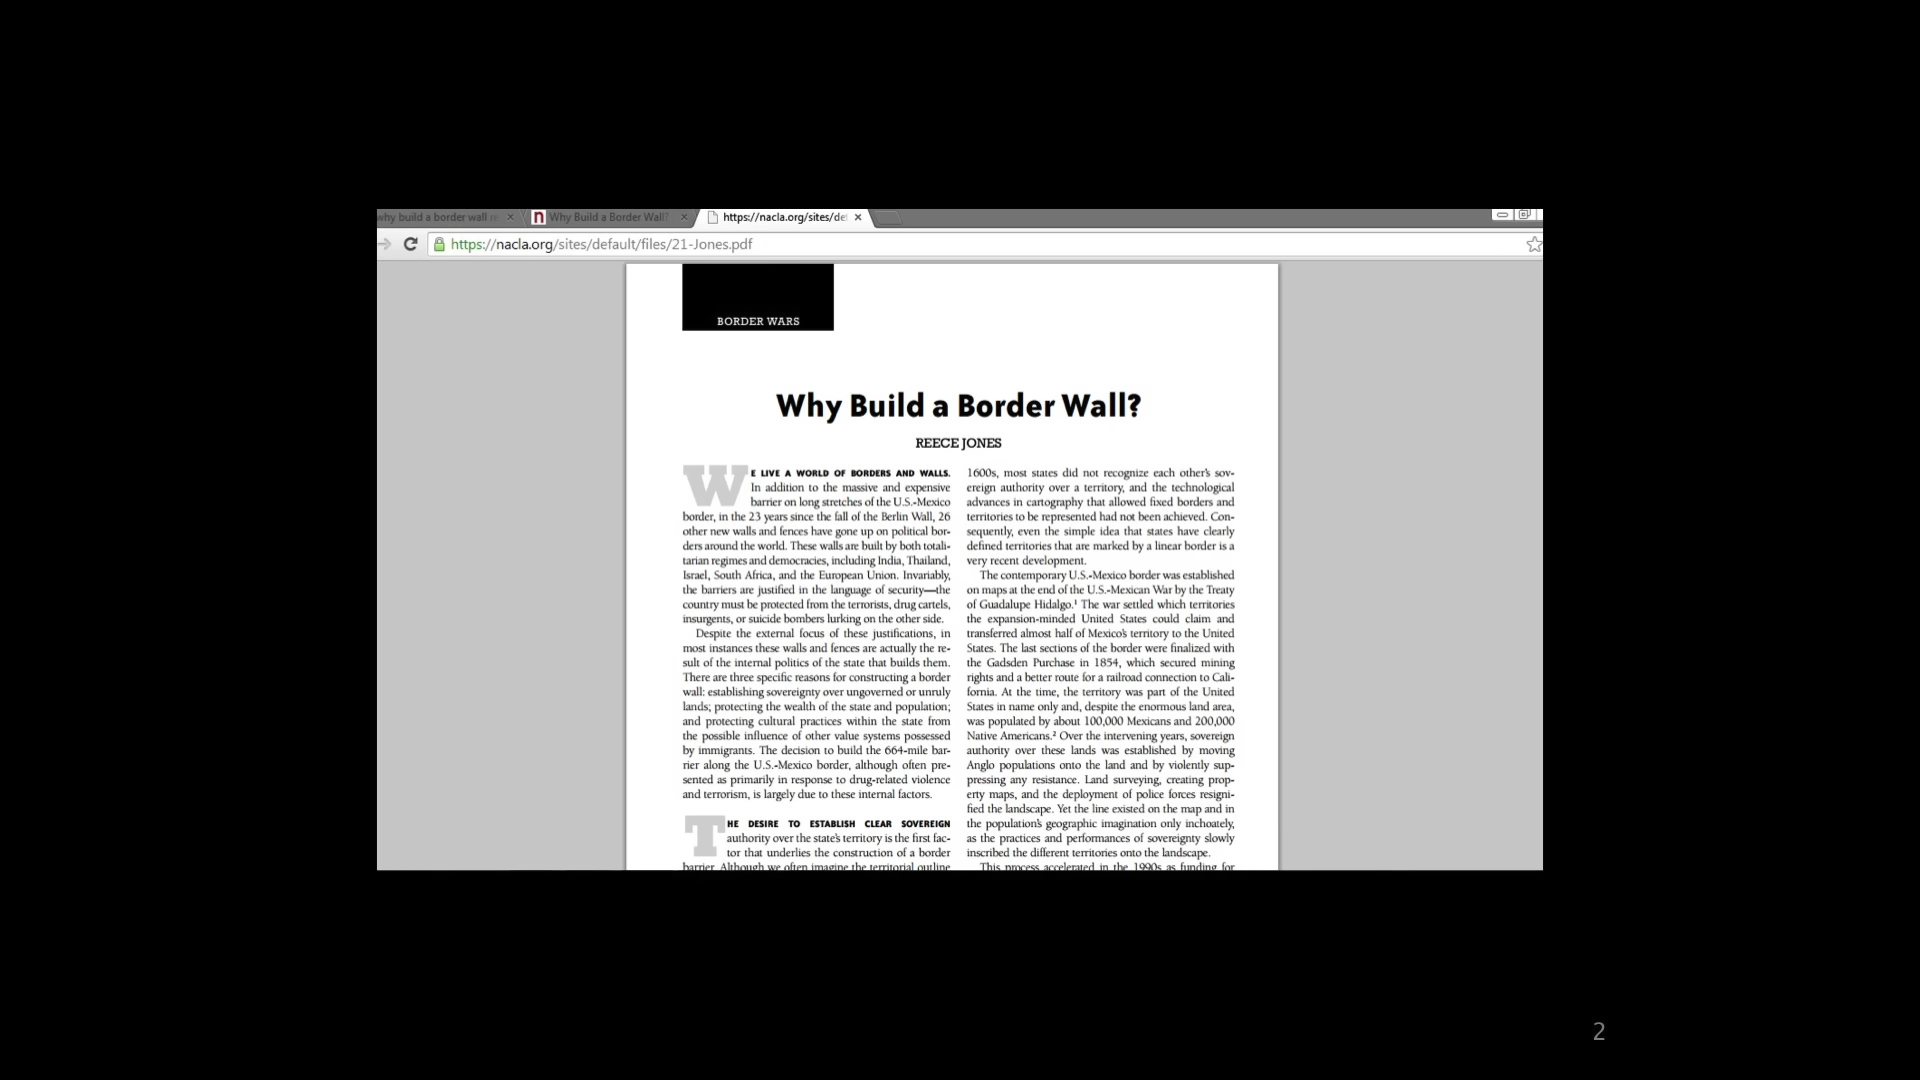 why build a border wall
Why Build a Border Wall?
https://nacla.org/sites/de
https://nacla.org/sites/default/files/21-Jones.pdf
BORDER WARS
Why Build a Border Wall?
REECE JONES
WE LIVE A WORLD OF BORDERS AND WALLS.
In addition to the massive and expensive
barrier on long stretches of the U.S.-Mexico
border, in the 23 years since the fall of the Berlin Wall, 26
other new walls and fences have gone up on political bor-
ders around the world. These walls are built by both totali-
tarian regimes and democracies, including India, Thailand,
Israel, South Africa, and the European Union. Invariably,
the barriers are justified in the language of security—the
country must be protected from the terrorists, drug cartels,
insurgents, or suicide bombers lurking on the other side.
Despite the external focus of these justifications, in
most instances these walls and fences are actually the re-
sult of the internal politics of the state that builds them.
There are three specific reasons for constructing a border
wall: establishing sovereignty over ungoverned or unruly
lands; protecting the wealth of the state and population;
and protecting cultural practices within the state from
the possible influence of other value systems possessed
by immigrants. The decision to build the 664-mile bar-
rier along the U.S.-Mexico border, although often pre-
sented as primarily in response to drug-related violence
and terrorism, is largely due to these internal factors.
THE DESIRE TO ESTABLISH CLEAR SOVEREIGN
authority over the state's territory is the first fac-
tor that underlies the construction of a border
barrier. Although we often imagine the territorial outline
1600s, most states did not recognize each other's sov-
ereign authority over a territory, and the technological
advances in cartography that allowed fixed borders and
territories to be represented had not been achieved. Con-
sequently, even the simple idea that states have clearly
defined territories that are marked by a linear border is a
very recent development.
The contemporary U.S.-Mexico border was established
on maps at the end of the U.S.-Mexican War by the Treaty
of Guadalupe Hidalgo.¹ The war settled which territories
the expansion-minded United States could claim and
transferred almost half of Mexico's territory to the United
States. The last sections of the border were finalized with
the Gadsden Purchase in 1854, which secured mining
rights and a better route for a railroad connection to Cali-
fornia. At the time, the territory was part of the United
States in name only and, despite the enormous land area,
was populated by about 100,000 Mexicans and 200,000
Native Americans.² Over the intervening years, sovereign
authority over these lands was established by moving
Anglo populations onto the land and by violently sup-
pressing any resistance. Land surveying, creating prop-
erty maps, and the deployment of police forces resigni-
fied the landscape. Yet the line existed on the map and in
the population's geographic imagination only inchoately,
as the practices and performances of sovereignty slowly
inscribed the different territories onto the landscape.
This process accelerated in the 1990s as funding for
2